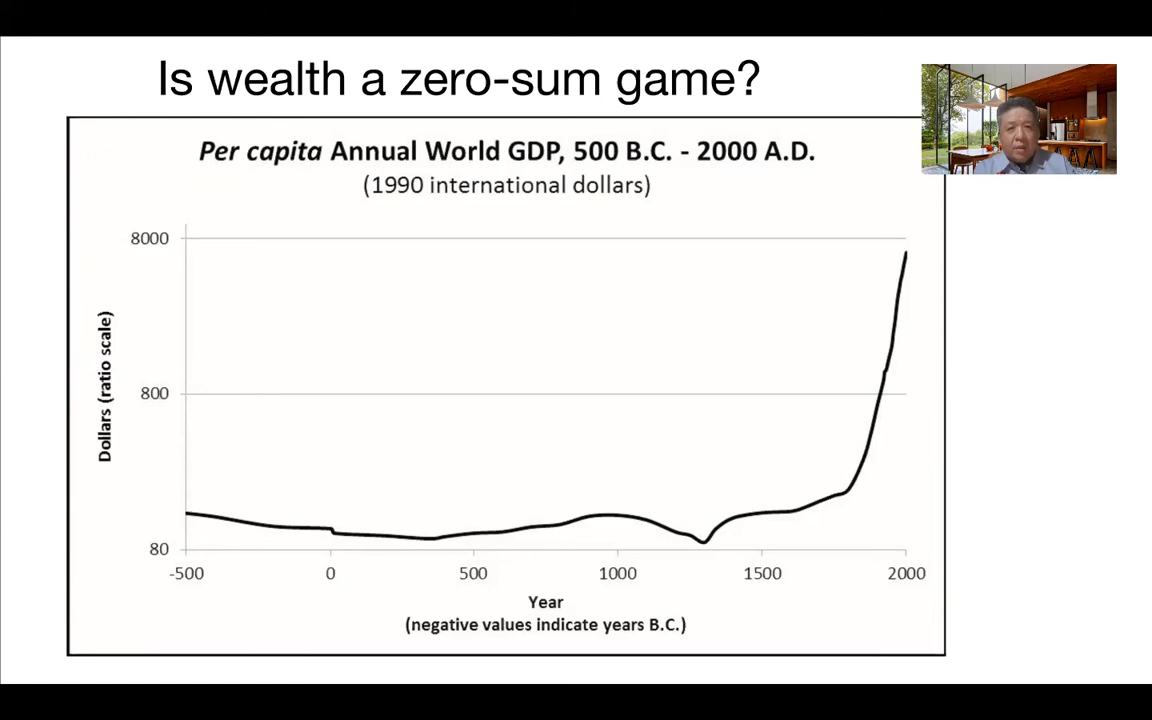 Is wealth a zero-sum game?
Per capita Annual World GDP, 500 B.C. - 2000 A.D.
(1990 international dollars)
Dollars (ratio scale)
8000
800
80
-500 0 500 1000 1500 2000
Year
(negative values indicate years B.C.)